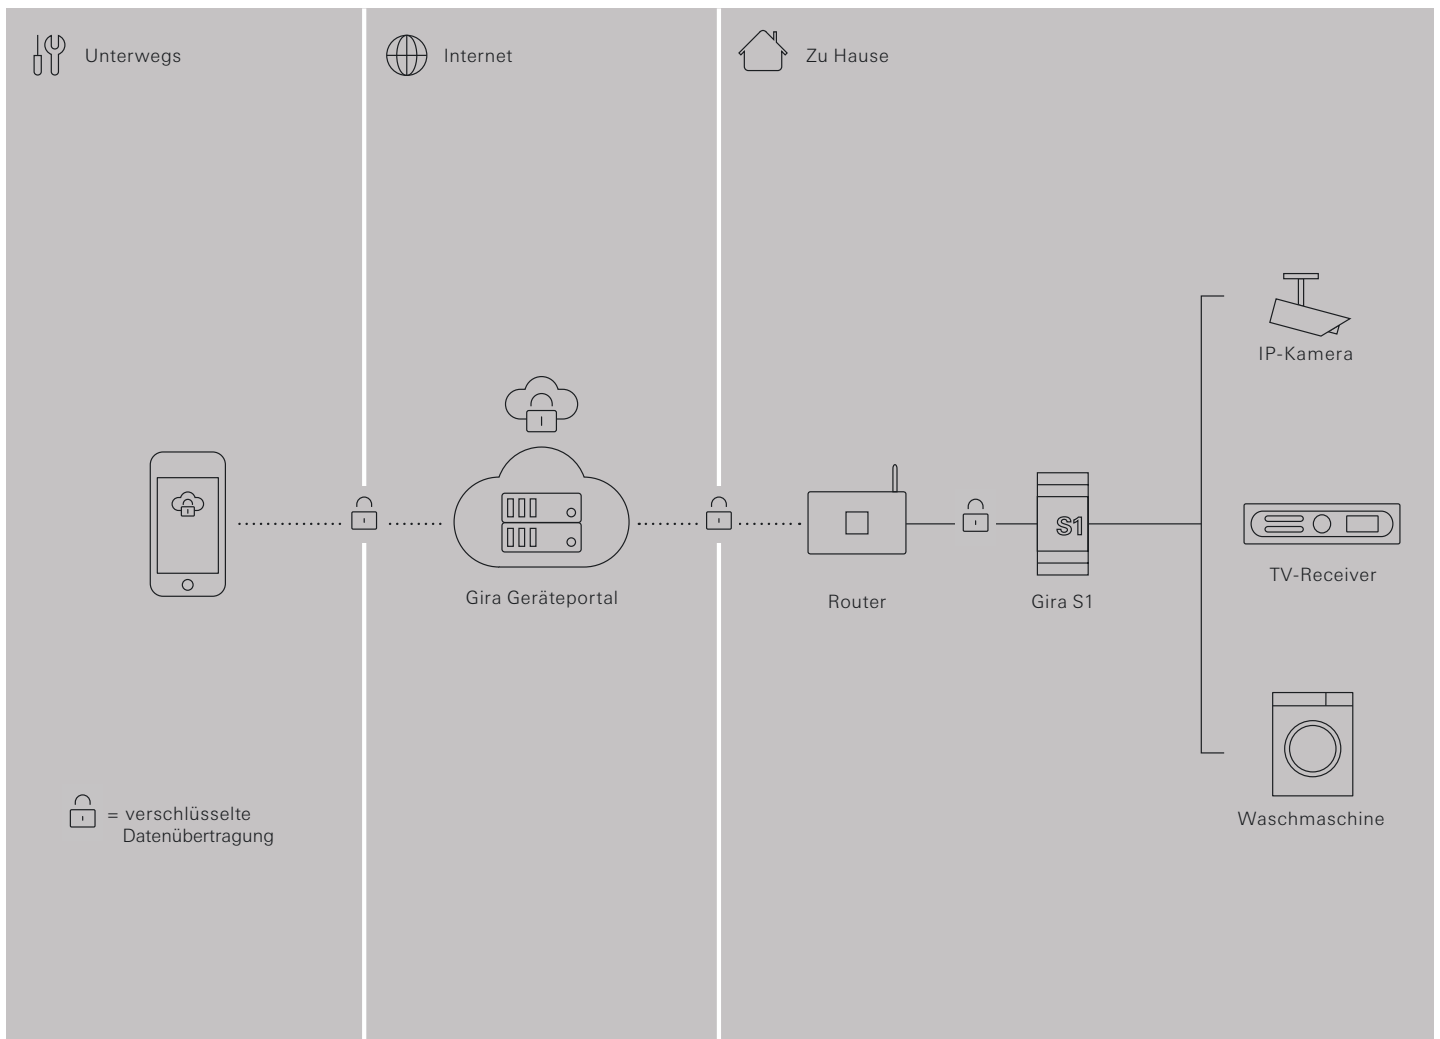 Unterwegs
Internet
Zu Hause
IP-Kamera
S1
TV-Receiver
Gira Geräteportal
Router
Gira S1
= verschlüsselte
Datenübertragung
Waschmaschine